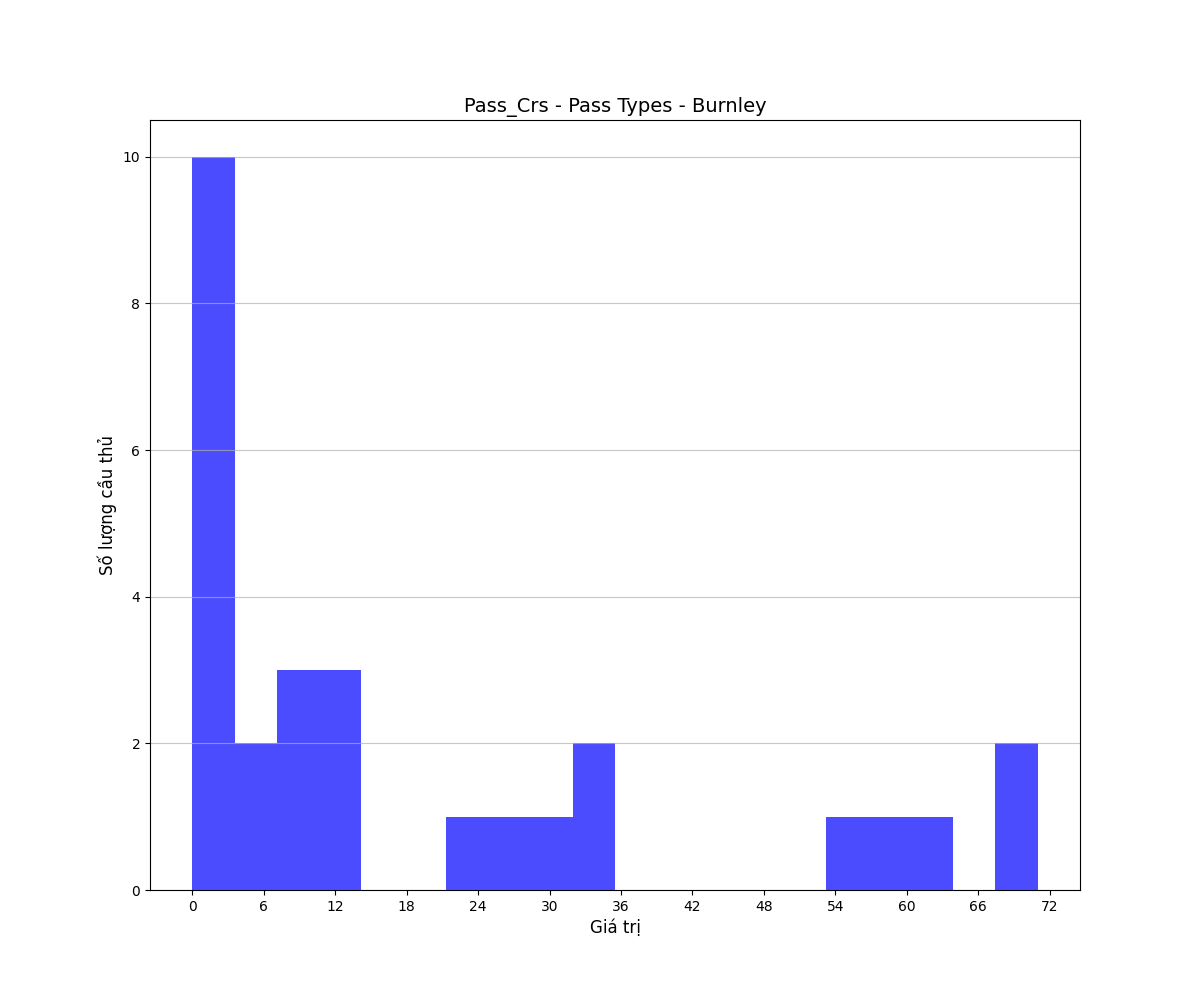 Pass_Crs - Pass Types - Burnley
10
8
6
4
2
0
Số lượng cầu thủ
0 6 12 18 24 30 36 42 48 54 60 66 72
Giá trị